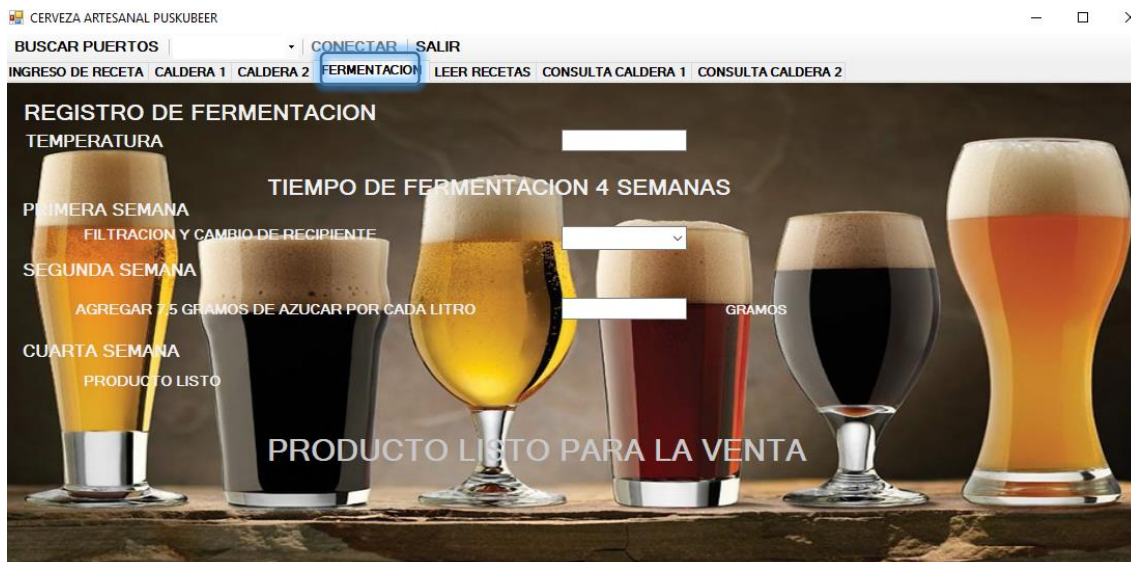 CERVEZA ARTESANAL PUSKUBEER
BUSCAR PUERTOS CONECTAR SALIR
INGRESO DE RECETA CALDERA 1 CALDERA 2 FERMENTACION LEER RECETAS CONSULTA CALDERA 1 CONSULTA CALDERA 2
REGISTRO DE FERMENTACION
TEMPERATURA
TIEMPO DE FERMENTACION 4 SEMANAS
PRIMERA SEMANA
FILTRACION Y CAMBIO DE RECIPIENTE
SEGUNDA SEMANA
AGREGAR 7,5 GRAMOS DE AZUCAR POR CADA LITRO GRAMOS
CUARTA SEMANA
PRODUCTO LISTO
PRODUCTO LISTO PARA LA VENTA